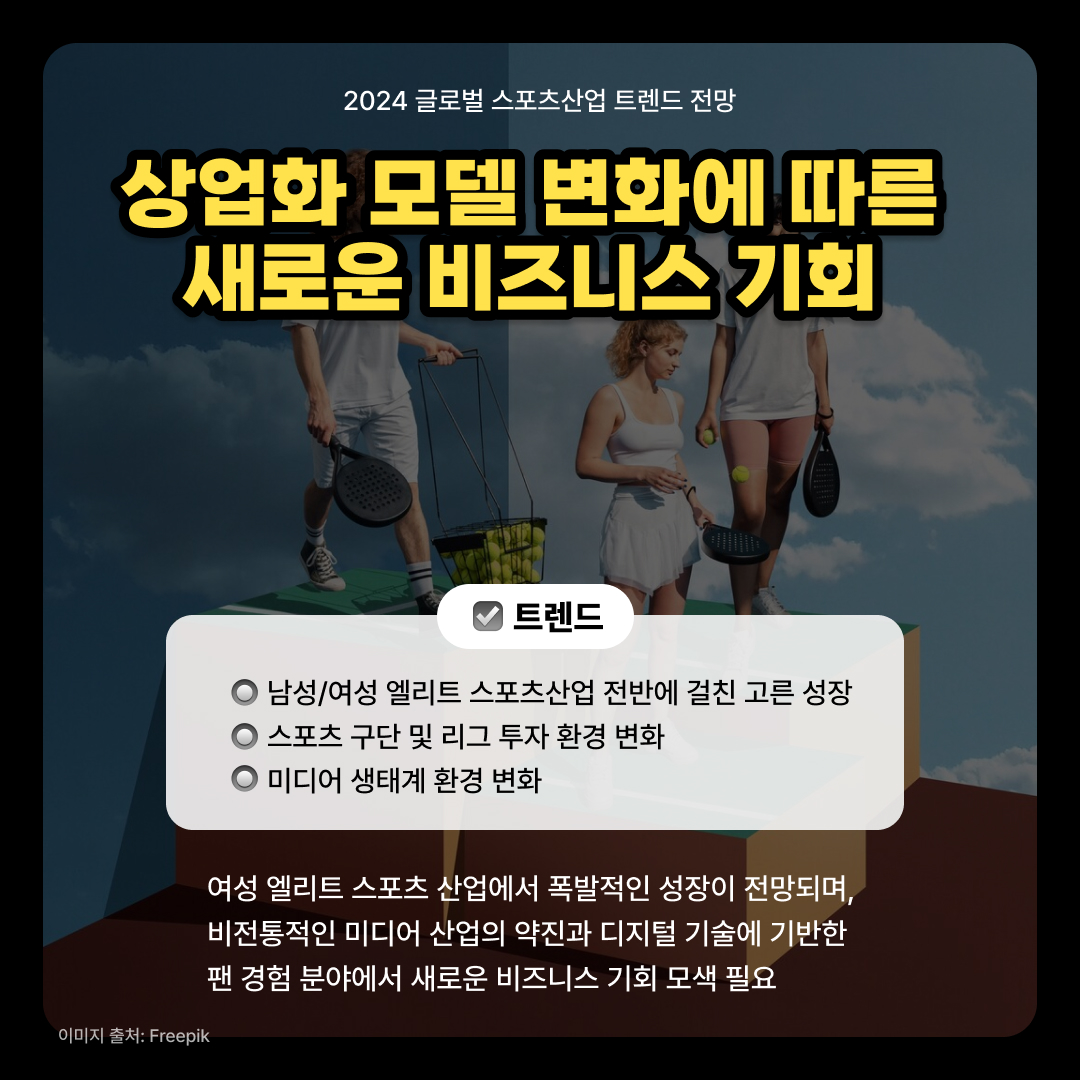 2024 글로벌 스포츠산업 트렌드 전망
상업화 모델 변화에 따른
새로운 비즈니스 기회
트렌드
남성/여성 엘리트 스포츠산업 전반에 걸친 고른 성장
스포츠 구단 및 리그 투자 환경 변화
미디어 생태계 환경 변화
여성 엘리트 스포츠 산업에서 폭발적인 성장이 전망되며,
비전통적인 미디어 산업의 약진과 디지털 기술에 기반한
팬 경험 분야에서 새로운 비즈니스 기회 모색 필요
이미지 출처: Freepik